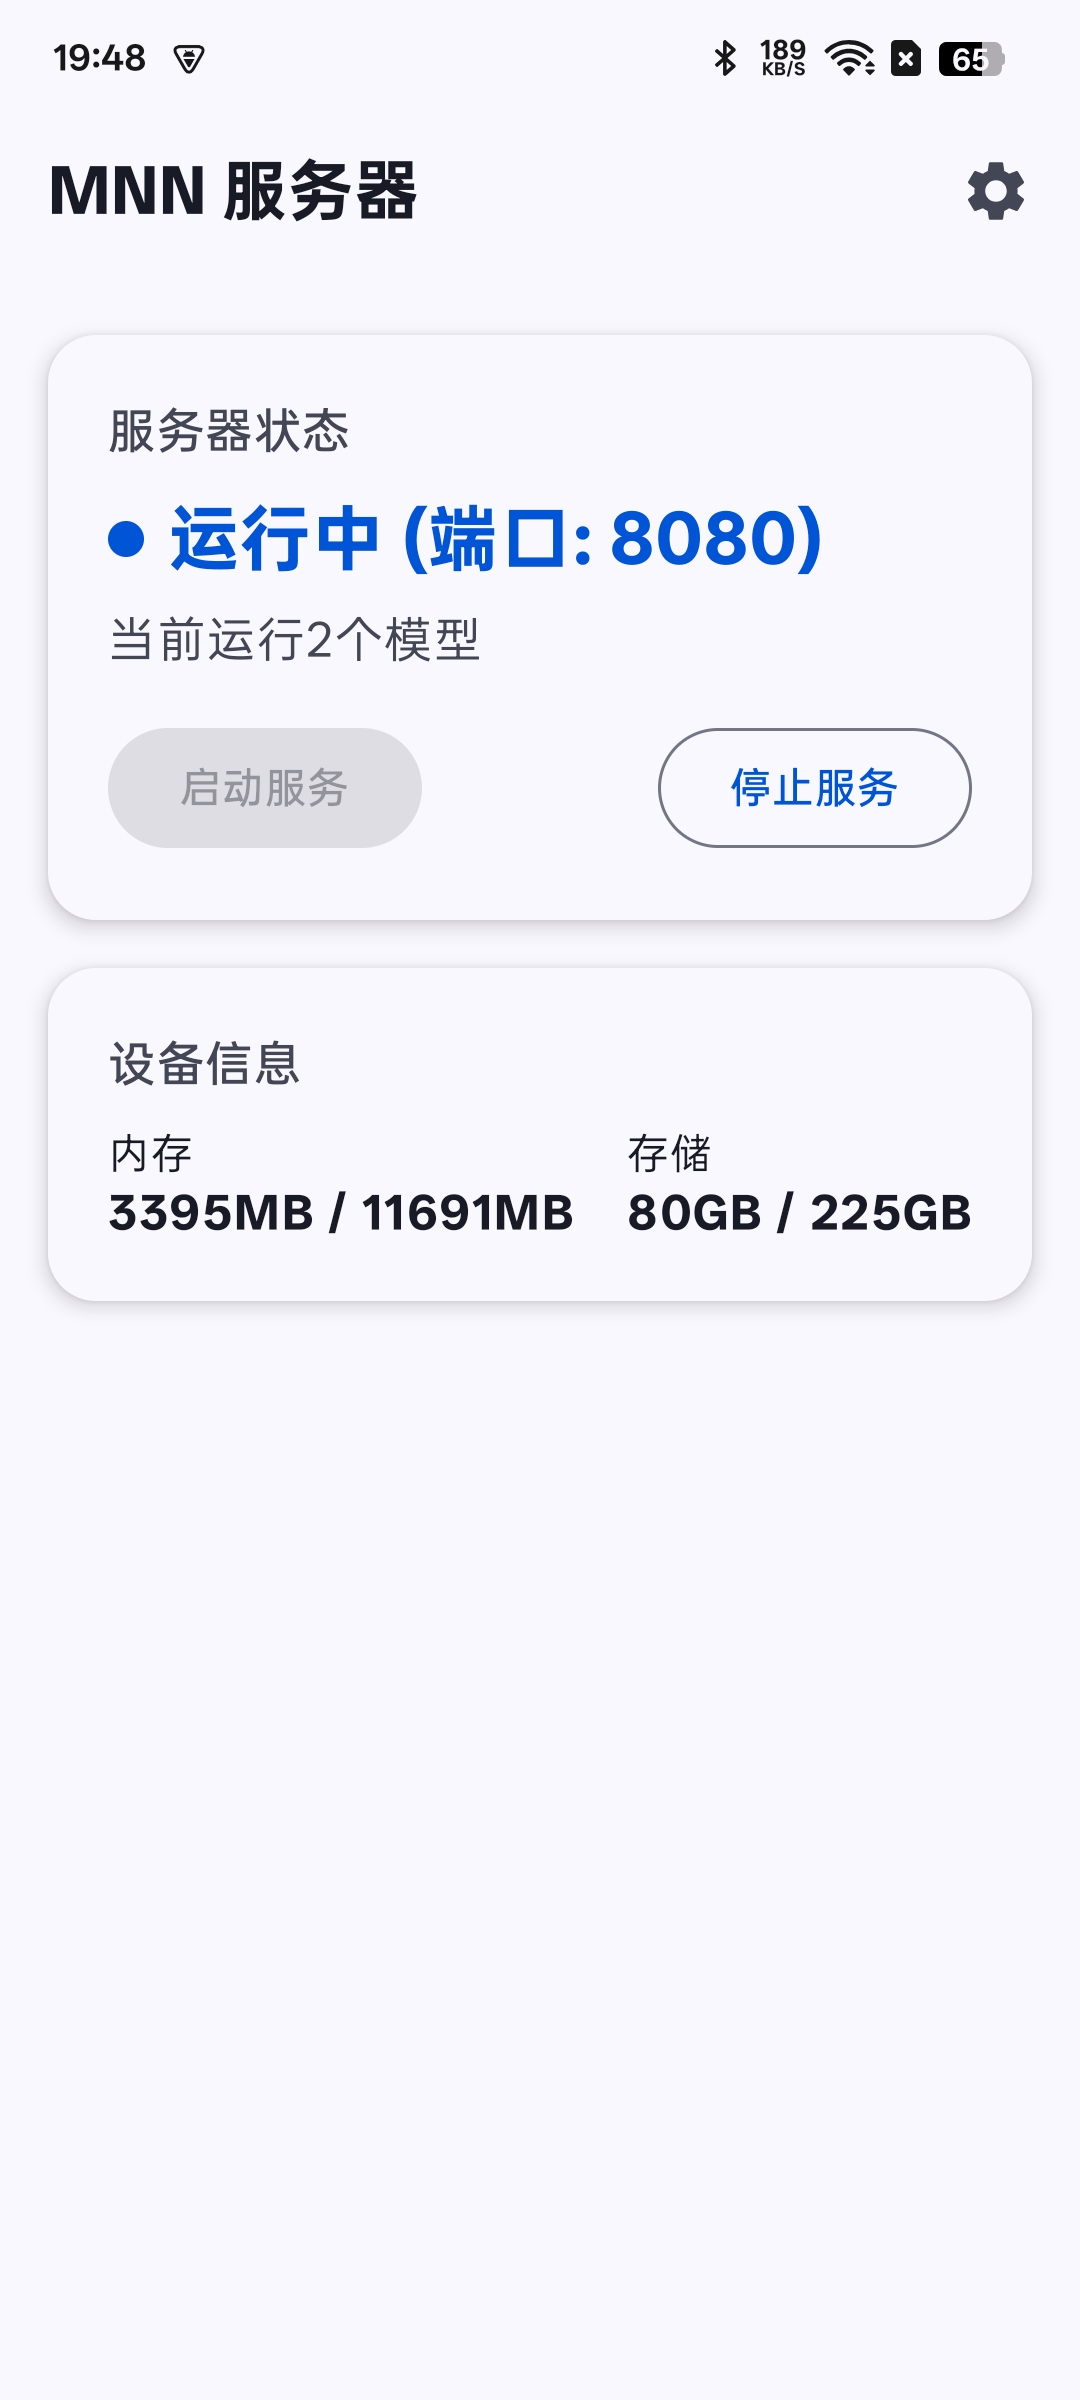 19:48
189
KB/S
65
MNN 服务器
服务器状态
运行中 (端口: 8080)
当前运行2个模型
启动服务
停止服务
设备信息
内存
存储
3395MB / 11691MB
80GB / 225GB